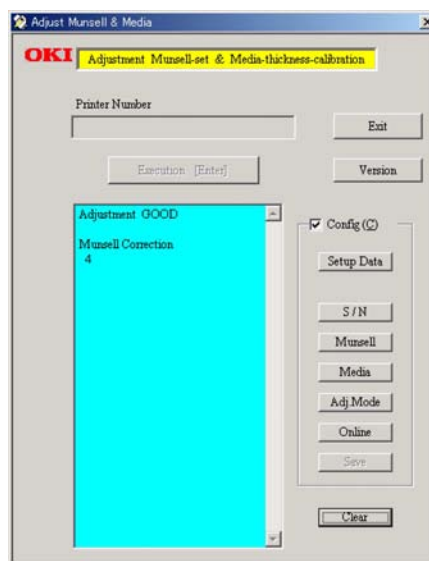 Adjust Munsell & Media
OKI
Adjustment Munsell-set & Media-thickness-calibration
Printer Number
Exit
Execution [Enter]
Version
Adjustment GOOD
Munsell Correction
4
Config (C)
Setup Data
S / N
Munsell
Media
Adj.Mode
Online
Save
Clear